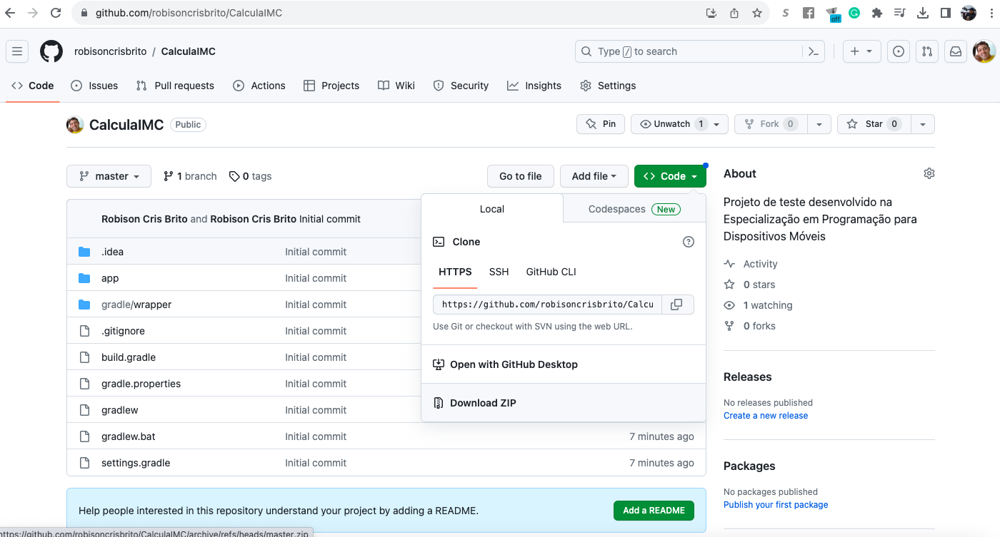 github.com/robisoncrisbrito/CalculaIMC
off
robisoncrisbrito / CalculaIMC
Type / to search
Code Issues Pull requests Actions Projects Wiki Security Insights Settings
CalculaIMC Public
Pin Unwatch 1 Fork 0 Star 0
master 1 branch 0 tags Go to file Add file Code
Robison Cris Brito and Robison Cris Brito Initial commit
.idea Initial commit
app Initial commit
gradle/wrapper Initial commit
.gitignore Initial commit
build.gradle Initial commit
gradle.properties Initial commit
gradlew Initial commit
gradlew.bat Initial commit 7 minutes ago
settings.gradle Initial commit 7 minutes ago
Local Codespaces New
Clone
HTTPS SSH GitHub CLI
https://github.com/robisoncrisbrito/Calcu
Use Git or checkout with SVN using the web URL.
Open with GitHub Desktop
Download ZIP
Help people interested in this repository understand your project by adding a README. Add a README
About
Projeto de teste desenvolvido na
Especialização em Programação para
Dispositivos Móveis
Activity
0 stars
1 watching
0 forks
Releases
No releases published
Create a new release
Packages
No packages published
Publish your first package
https://github.com/robisoncrisbrito/CalculaIMC/archive/refs/heads/master.zip